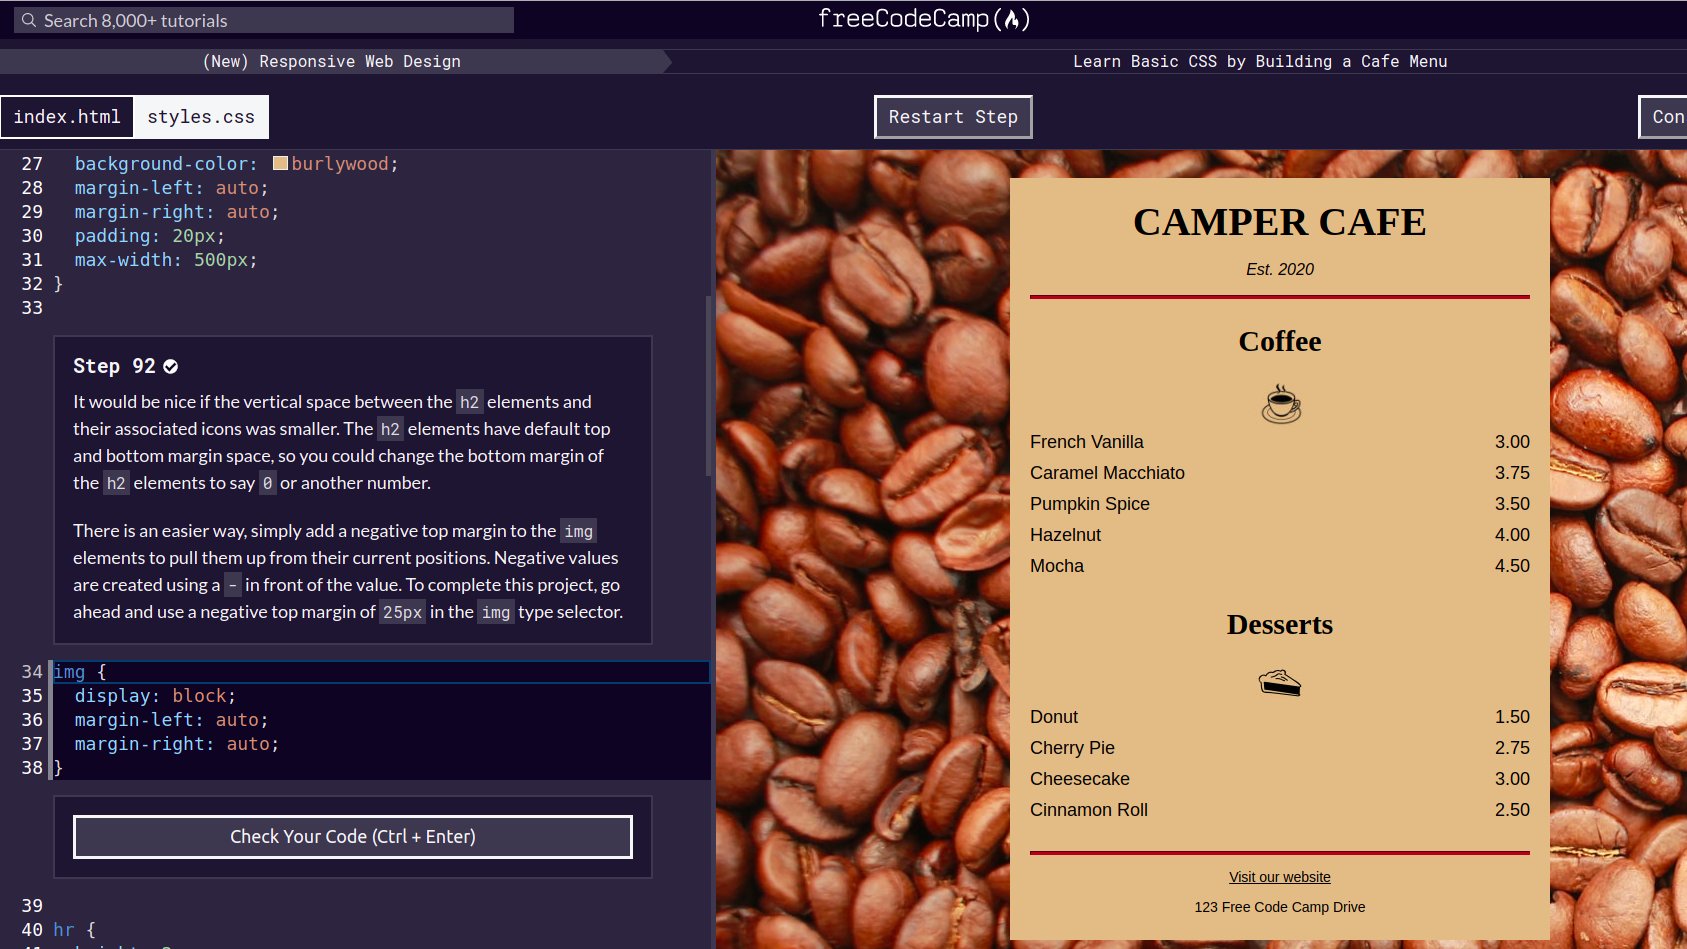 Search 8,000+ tutorials
freeCodeCamp
(New) Responsive Web Design
Learn Basic CSS by Building a Cafe Menu
index.html
styles.css
Restart Step
Con
27 background-color: burlywood;
28 margin-left: auto;
29 margin-right: auto;
30 padding: 20px;
31 max-width: 500px;
32 }
33
Step 92
It would be nice if the vertical space between the h2 elements and
their associated icons was smaller. The h2 elements have default top
and bottom margin space, so you could change the bottom margin of
the h2 elements to say 0 or another number.
There is an easier way, simply add a negative top margin to the img
elements to pull them up from their current positions. Negative values
are created using a - in front of the value. To complete this project, go
ahead and use a negative top margin of 25px in the img type selector.
34 img {
35 display: block;
36 margin-left: auto;
37 margin-right: auto;
38 }
Check Your Code (Ctrl + Enter)
39
40 hr {
CAMPER CAFE
Est. 2020
Coffee
French Vanilla 3.00
Caramel Macchiato 3.75
Pumpkin Spice 3.50
Hazelnut 4.00
Mocha 4.50
Desserts
Donut 1.50
Cherry Pie 2.75
Cheesecake 3.00
Cinnamon Roll 2.50
Visit our website
123 Free Code Camp Drive